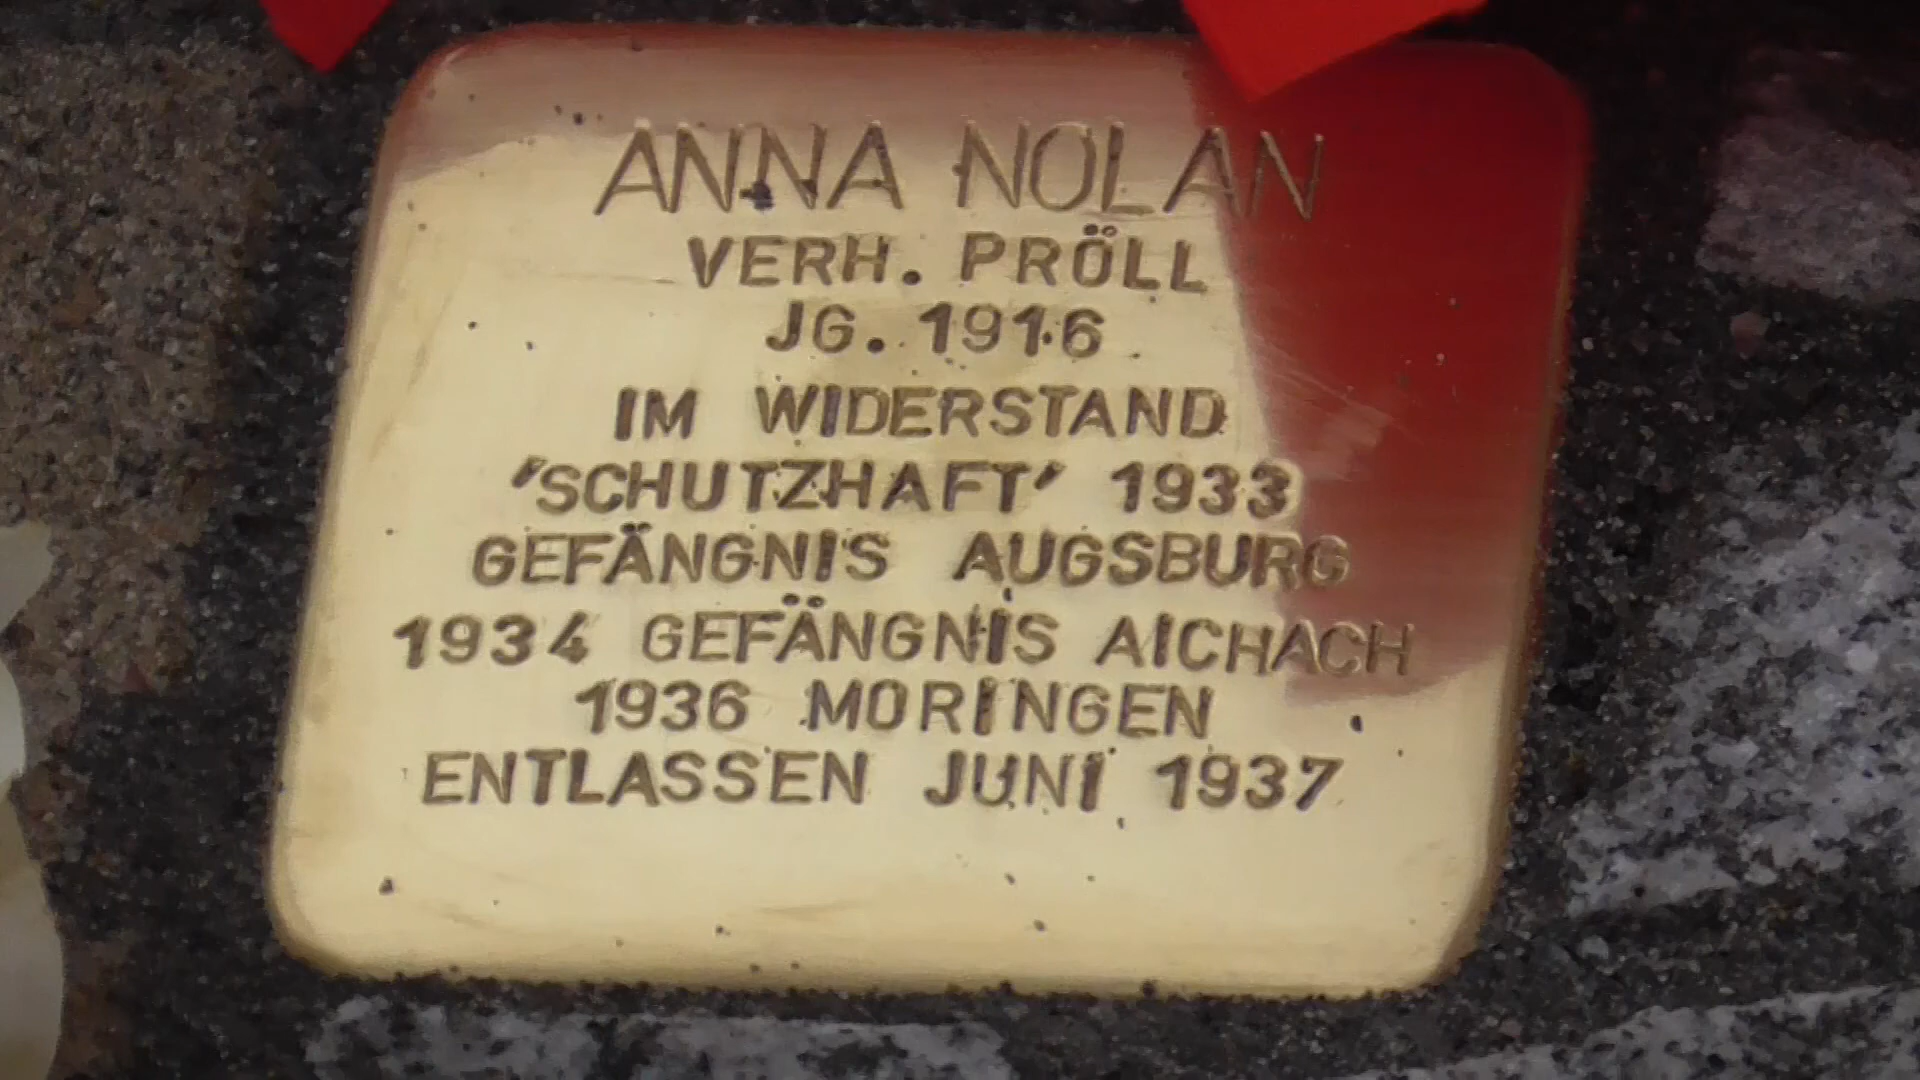 ANNA NOLAN
VERH. PRÖLL
JG. 1916
IM WIDERSTAND
'SCHUTZHAFT' 1933
GEFÄNGNIS AUGSBURG
1934 GEFÄNGNIS AICHACH
1936 MORINGEN
ENTLASSEN JUNI 1937